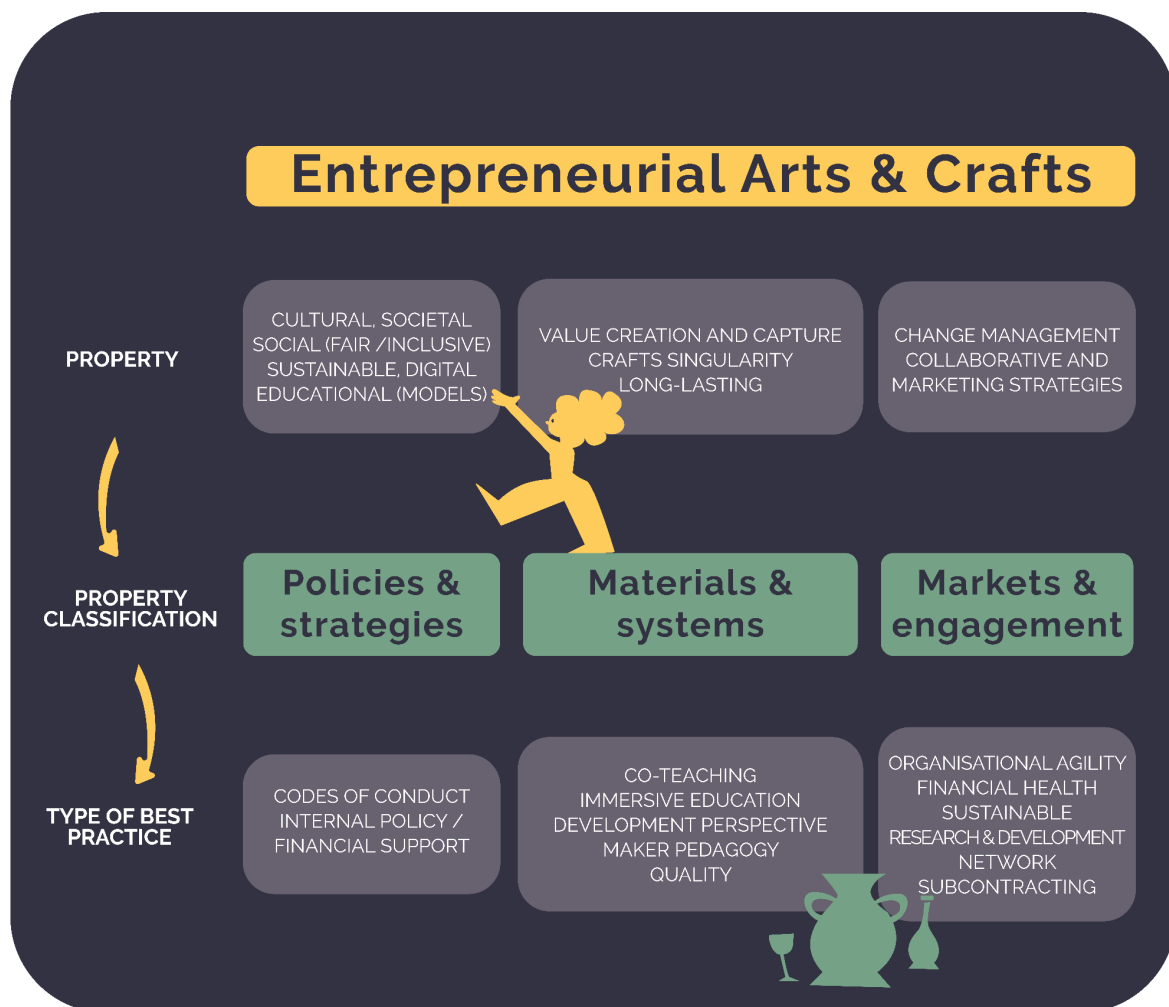 Entrepreneurial Arts & Crafts
PROPERTY
CULTURAL, SOCIETAL
SOCIAL (FAIR /INCLUSIVE)
SUSTAINABLE, DIGITAL
EDUCATIONAL (MODELS)
VALUE CREATION AND CAPTURE
CRAFTS SINGULARITY
LONG-LASTING
CHANGE MANAGEMENT
COLLABORATIVE AND
MARKETING STRATEGIES
PROPERTY
CLASSIFICATION
Policies &
strategies
Materials &
systems
Markets &
engagement
TYPE OF BEST
PRACTICE
CODES OF CONDUCT
INTERNAL POLICY /
FINANCIAL SUPPORT
CO-TEACHING
IMMERSIVE EDUCATION
DEVELOPMENT PERSPECTIVE
MAKER PEDAGOGY
QUALITY
ORGANISATIONAL AGILITY
FINANCIAL HEALTH
SUSTAINABLE
RESEARCH & DEVELOPMENT
NETWORK
SUBCONTRACTING